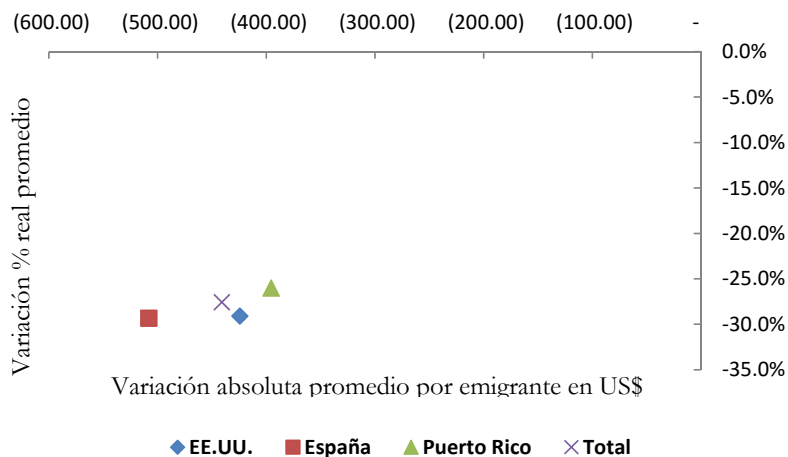 (600.00) (500.00) (400.00) (300.00) (200.00) (100.00) -
0.0%
-5.0%
-10.0%
-15.0%
-20.0%
-25.0%
-30.0%
-35.0%
Variación % real promedio
Variación absoluta promedio por emigrante en US$
EE.UU. España Puerto Rico Total